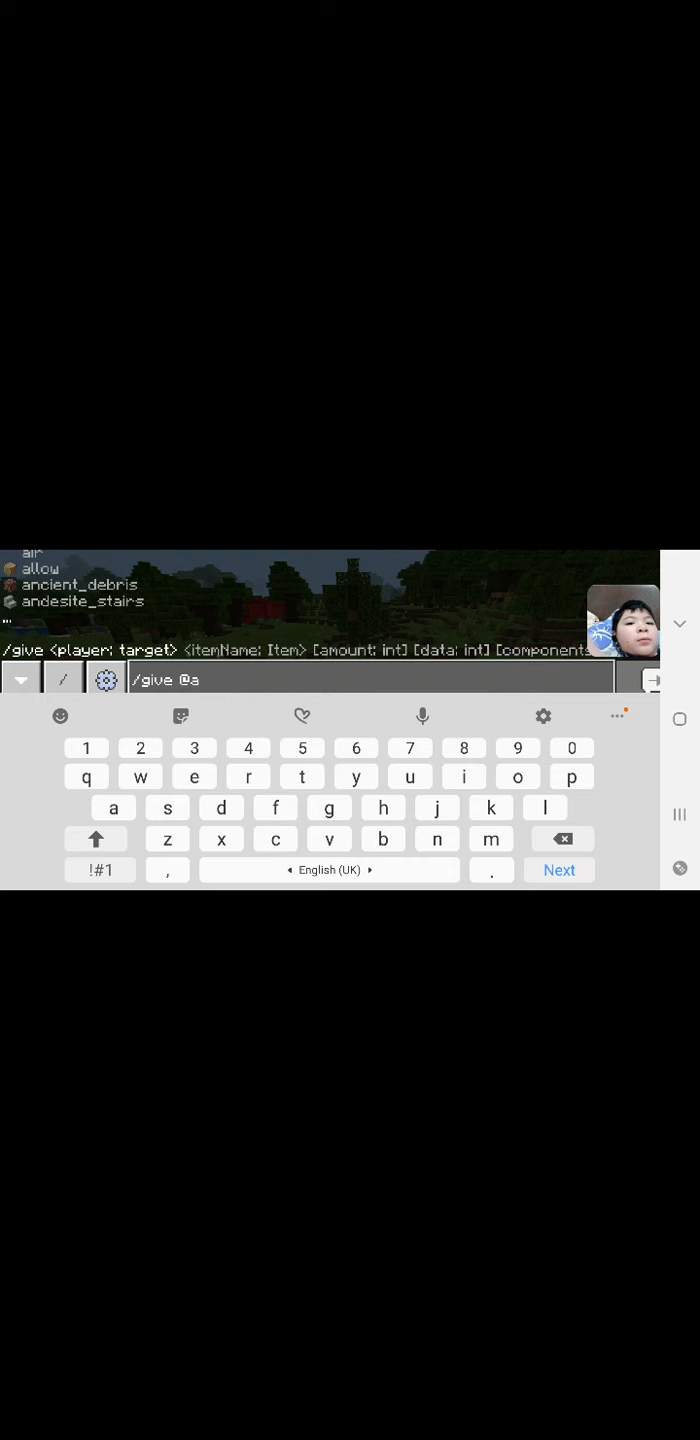 air
allow
ancient_debris
andesite_stairs
...
/give <player: target> <itemName: Item> [amount: int] [data: int] [components
/ /give @a
1 2 3 4 5 6 7 8 9 0
q w e r t y u i o p
a s d f g h j k l
z x c v b n m
!#1 , English (UK) . Next